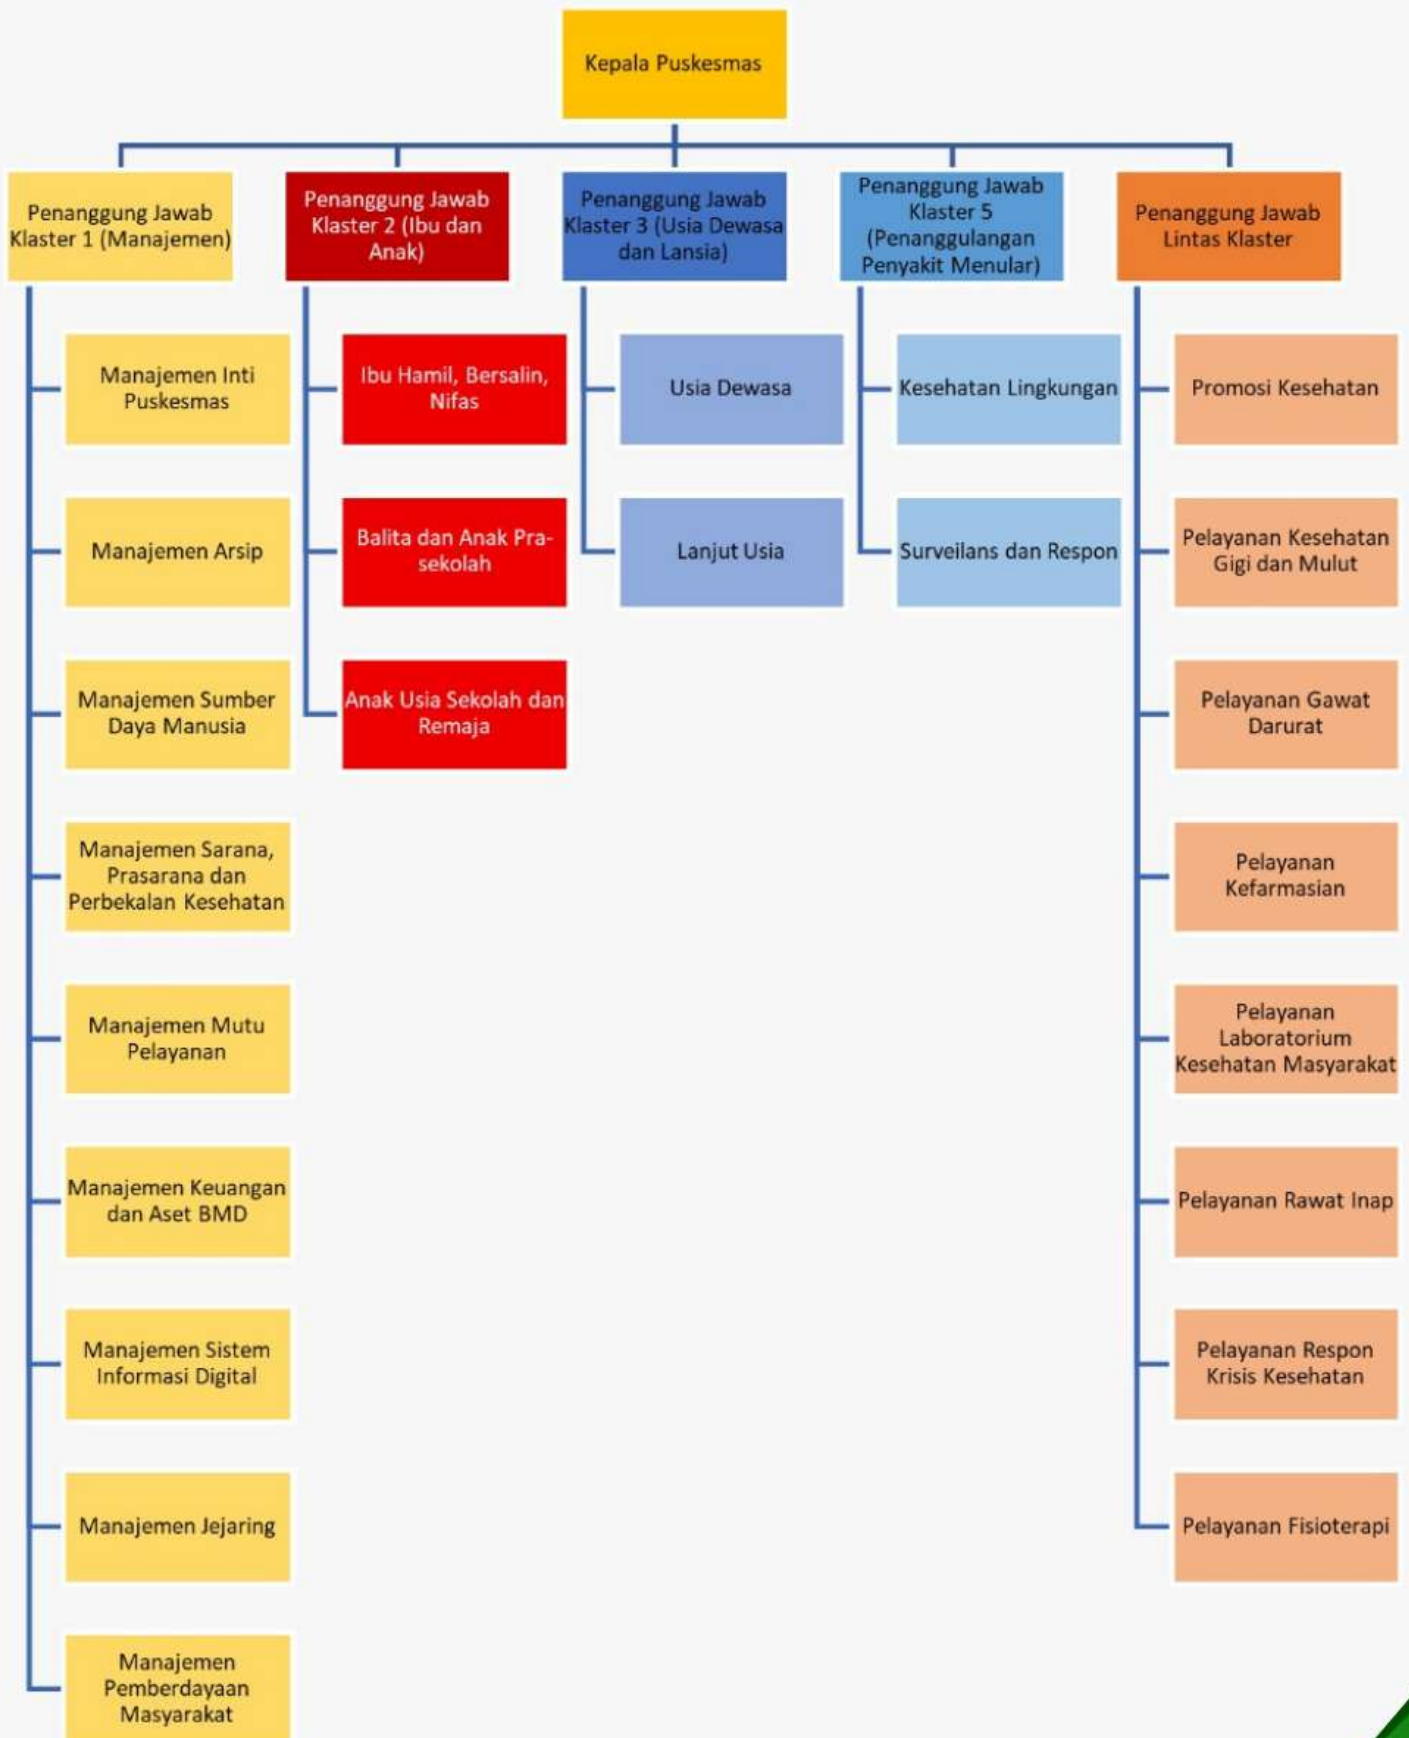 Kepala Puskesmas
Penanggung Jawab
Klaster 1 (Manajemen)
Manajemen Inti
Puskesmas
Manajemen Arsip
Manajemen Sumber
Daya Manusia
Manajemen Sarana,
Prasarana dan
Perbekalan Kesehatan
Manajemen Mutu
Pelayanan
Manajemen Keuangan
dan Aset BMD
Manajemen Sistem
Informasi Digital
Manajemen Jejaring
Manajemen
Pemberdayaan
Masyarakat
Penanggung Jawab
Klaster 2 (Ibu dan
Anak)
Ibu Hamil, Bersalin,
Nifas
Balita dan Anak Pra-
sekolah
Anak Usia Sekolah dan
Remaja
Penanggung Jawab
Klaster 3 (Usia Dewasa
dan Lansia)
Usia Dewasa
Lanjut Usia
Penanggung Jawab
Klaster 5
(Penanggulangan
Penyakit Menular)
Kesehatan Lingkungan
Surveilans dan Respon
Penanggung Jawab
Lintas Klaster
Promosi Kesehatan
Pelayanan Kesehatan
Gigi dan Mulut
Pelayanan Gawat
Darurat
Pelayanan
Kefarmasian
Pelayanan
Laboratorium
Kesehatan Masyarakat
Pelayanan Rawat Inap
Pelayanan Respon
Krisis Kesehatan
Pelayanan Fisioterapi